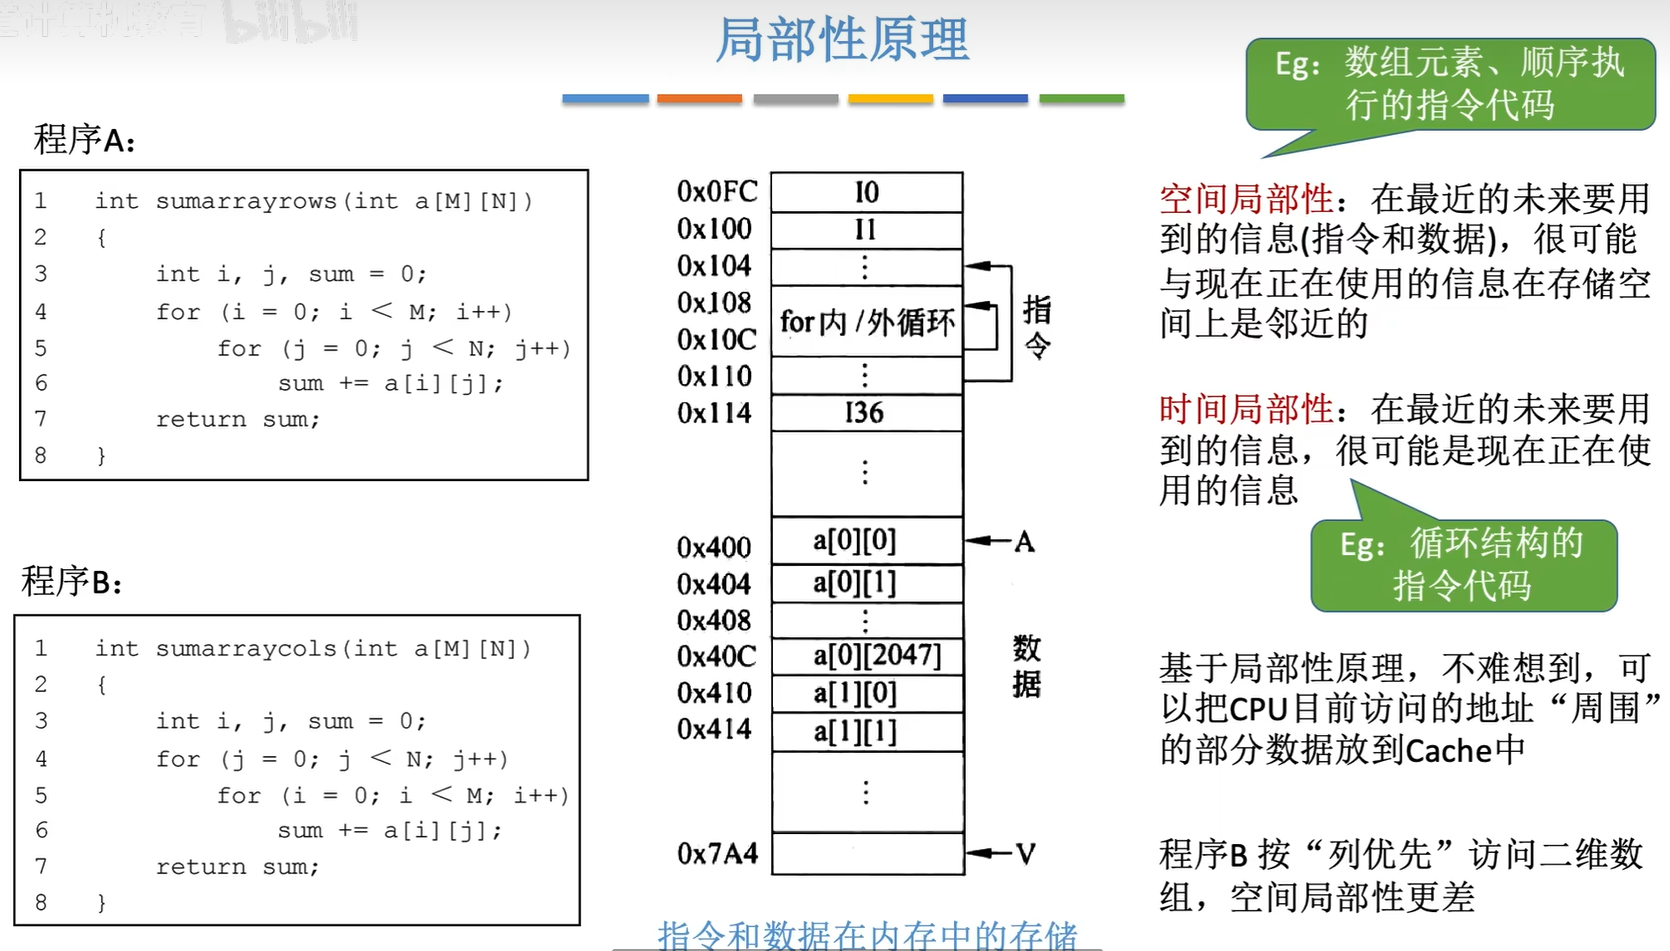 计算机教育 bilibili
局部性原理
程序A：
1 int sumarrayrows(int a[M][N])
2 {
3 int i, j, sum = 0;
4 for (i = 0; i < M; i++)
5 for (j = 0; j < N; j++)
6 sum += a[i][j];
7 return sum;
8 }
程序B：
1 int sumarraycols(int a[M][N])
2 {
3 int i, j, sum = 0;
4 for (j = 0; j < N; j++)
5 for (i = 0; i < M; i++)
6 sum += a[i][j];
7 return sum;
8 }
0x0FC I0
0x100 I1
0x104 ⋮
0x108
for内/外循环
0x10C
0x110 ⋮
0x114 I36
⋮
指
令
0x400 a[0][0] A
0x404 a[0][1]
0x408 ⋮
0x40C a[0][2047]
0x410 a[1][0]
0x414 a[1][1]
⋮
0x7A4 V
数
据
指令和数据在内存中的存储
Eg：数组元素、顺序执
行的指令代码
空间局部性：在最近的未来要用
到的信息(指令和数据)，很可能
与现在正在使用的信息在存储空
间上是邻近的
时间局部性：在最近的未来要用
到的信息，很可能是现在正在使
用的信息
Eg：循环结构的
指令代码
基于局部性原理，不难想到，可
以把CPU目前访问的地址“周围”
的部分数据放到Cache中
程序B 按“列优先”访问二维数
组，空间局部性更差